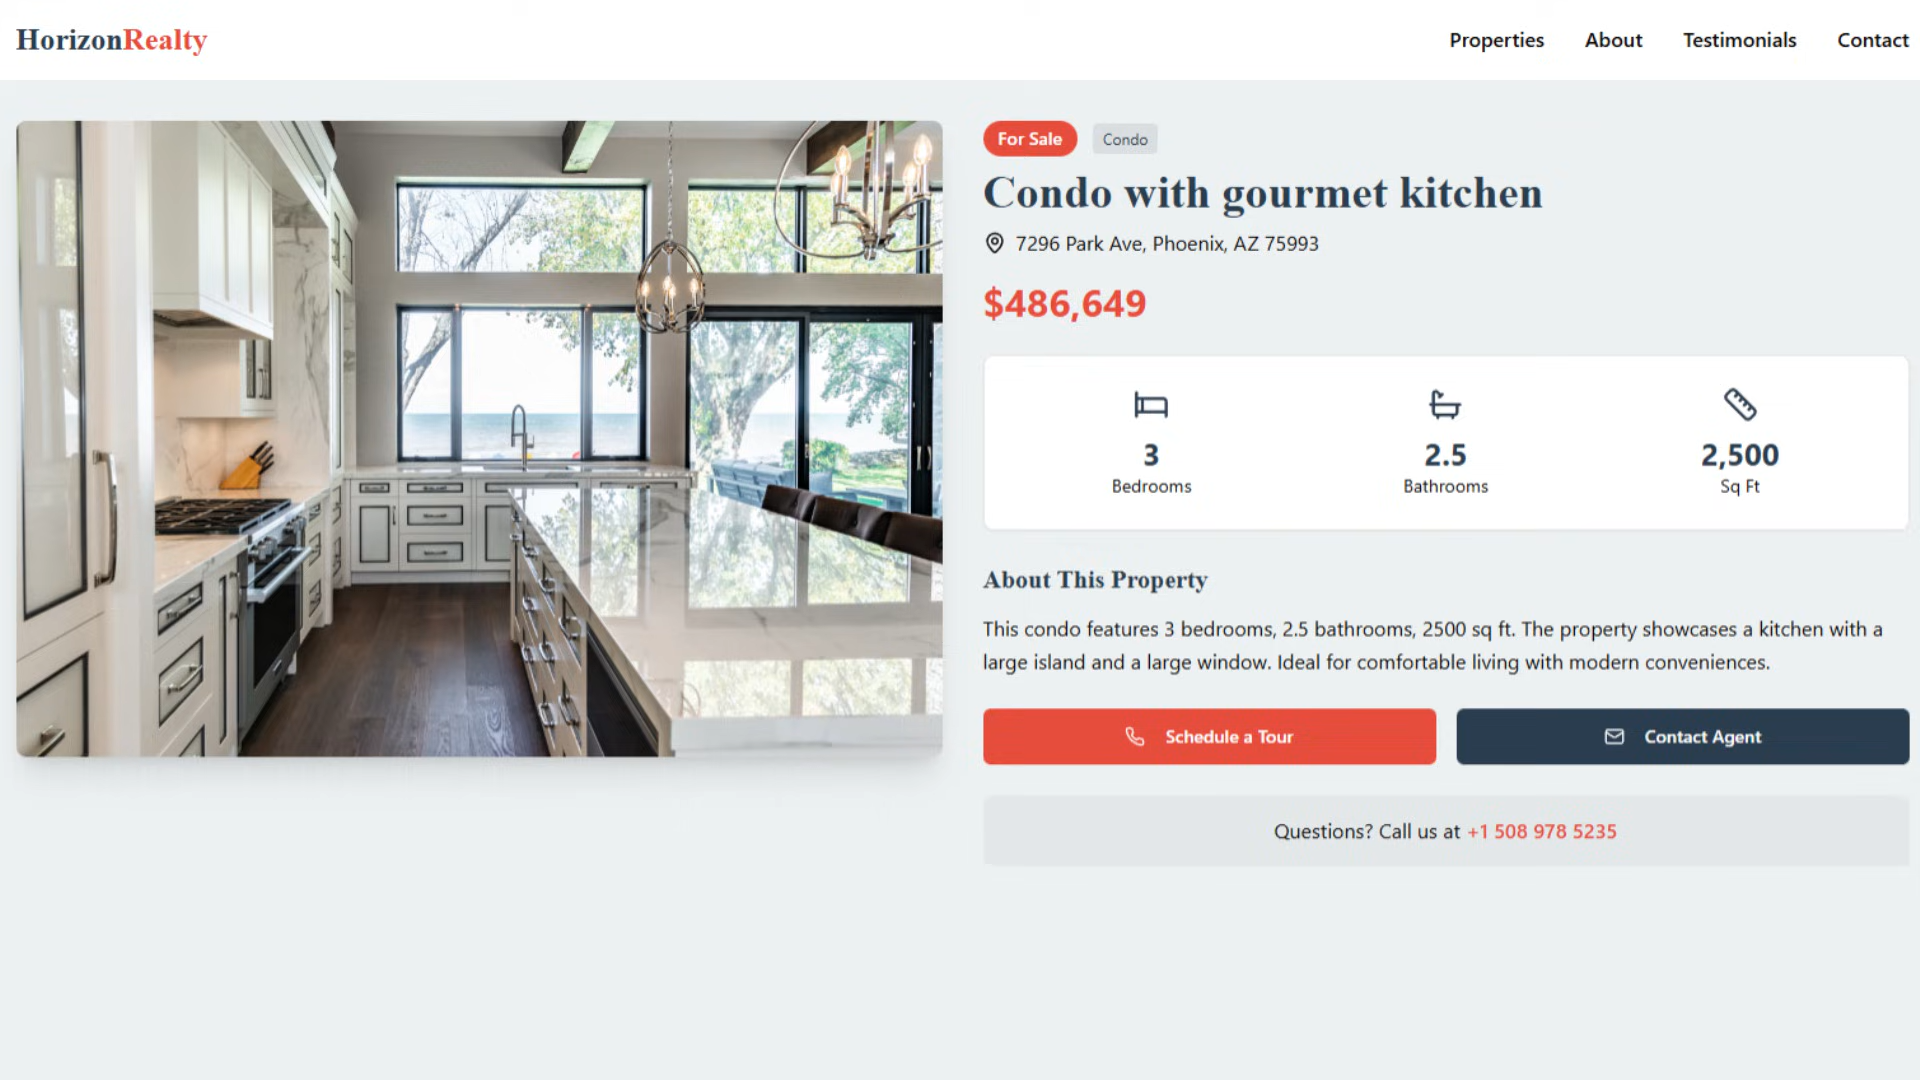 HorizonRealty
Properties
About
Testimonials
Contact
For Sale
Condo
Condo with gourmet kitchen
7296 Park Ave, Phoenix, AZ 75993
$486,649
3
Bedrooms
2.5
Bathrooms
2,500
Sq Ft
About This Property
This condo features 3 bedrooms, 2.5 bathrooms, 2500 sq ft. The property showcases a kitchen with a
large island and a large window. Ideal for comfortable living with modern conveniences.
Schedule a Tour
Contact Agent
Questions? Call us at +1 508 978 5235